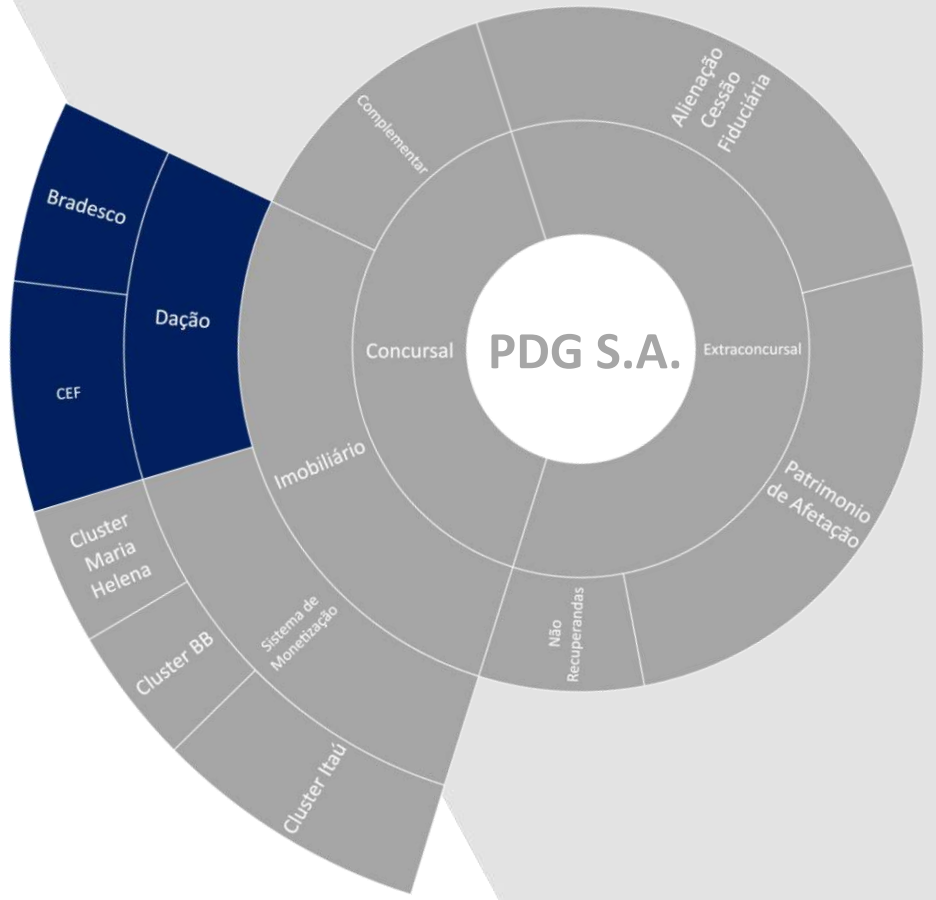 PDG S.A.
Concursal
Extraconcursal
Complementar
Alienação
Cessão
Fiduciária
Patrimonio
de Afetação
Não
Recuperandas
Imobiliário
Dação
Bradesco
CEF
Sistema de
Monetização
Cluster
Maria
Helena
Cluster BB
Cluster Itaú